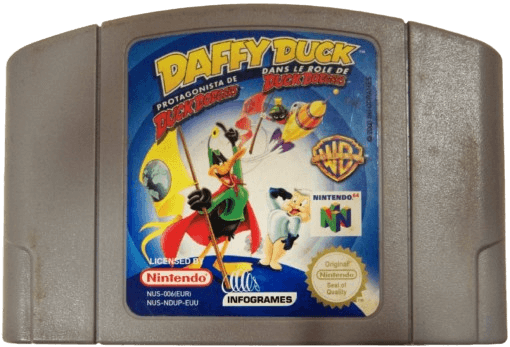 DAFFY DUCK
PROTAGONISTA DE
DUCK DODGERS
DANS LE ROLE DE
DUCK DODGERS
WB
NINTENDO 64
N
LICENSED BY
Nintendo
NUS-006(EUR)
NUS-NDUP-EUU
INFOGRAMES
Original
Nintendo
Seal of
Quality